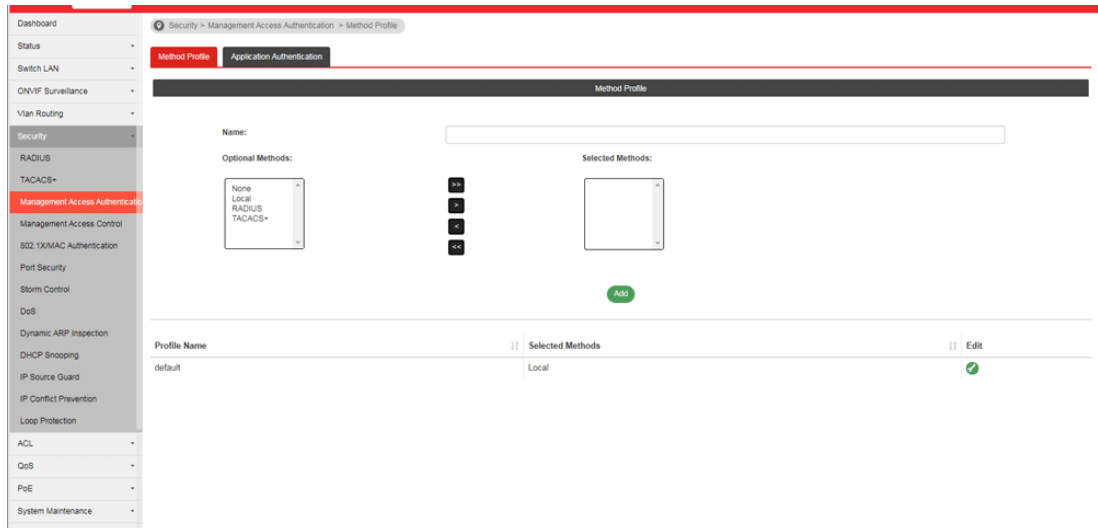 Dashboard
Status
Switch LAN
ONVIF Surveillance
Vlan Routing
Security
RADIUS
TACACS+
Management Access Authenticatio
Management Access Control
802.1X/MAC Authentication
Port Security
Storm Control
DoS
Dynamic ARP Inspection
DHCP Snooping
IP Source Guard
IP Conflict Prevention
Loop Protection
ACL
QoS
PoE
System Maintenance
Security > Management Access Authentication > Method Profile
Method Profile
Application Authentication
Method Profile
Name:
Optional Methods:
Selected Methods:
None
Local
RADIUS
TACACS+
>>
>
<
<<
Add
Profile Name
Selected Methods
Edit
default
Local